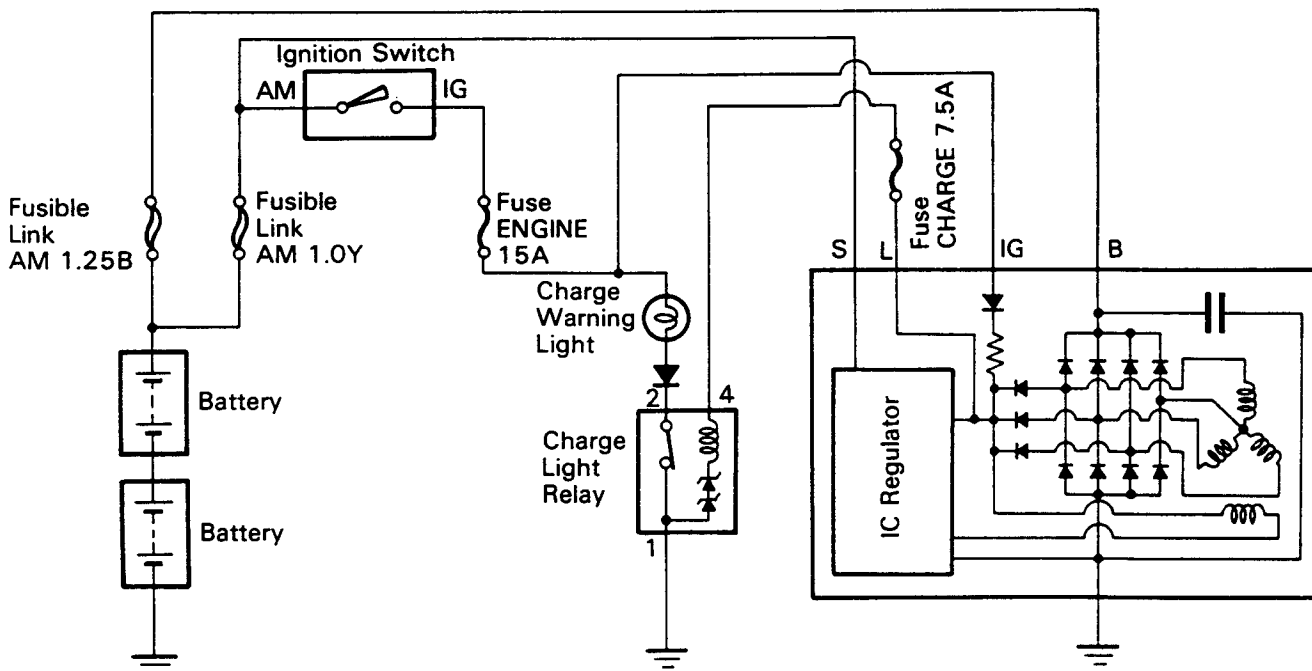 Ignition Switch
AM
IG
Fusible
Link
AM 1.25B
Fusible
Link
AM 1.0Y
Fuse
ENGINE
15A
Fuse
CHARGE 7.5A
Charge
Warning
Light
S
L
IG
B
Battery
Battery
2
4
Charge
Light
Relay
1
IC Regulator